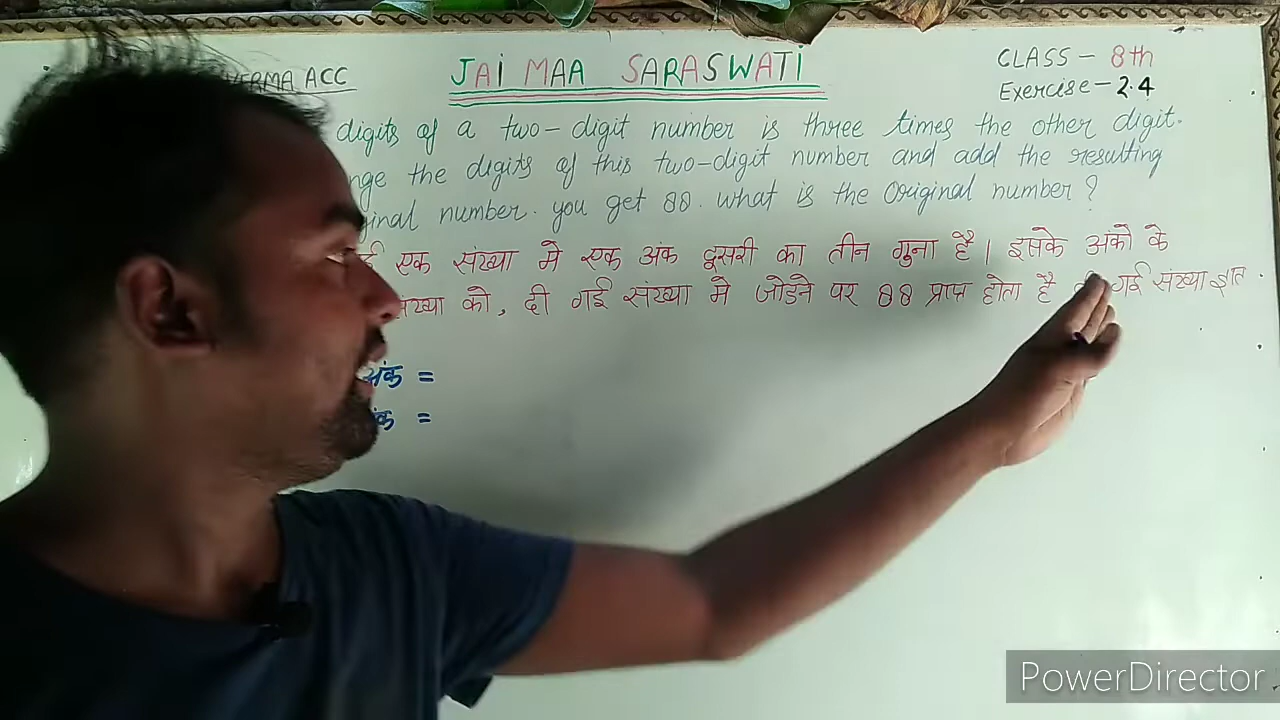 VERMA ACC
JAI MAA SARASWATI
CLASS - 8th
Exercise - 2.4
digits of a two-digit number is three times the other digit.
the digits of this two-digit number and add the resulting
number. you get 88. what is the Original number?
एक संख्या मे एक अंक दूसरी का तीन गुना है। इसके अंको के
को, दी गई संख्या मे जोडने पर 88 प्राप्त होता है गई संख्या ज्ञात
अंक =
=
PowerDirector